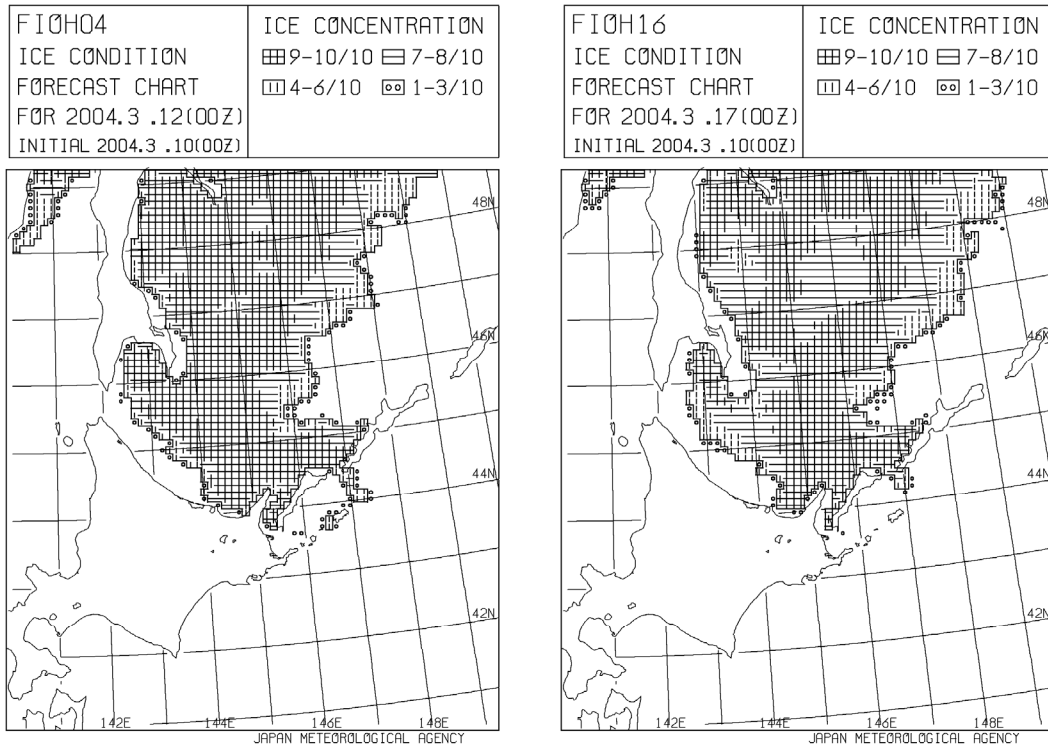 FIOH04
ICE CONDITION
FORECAST CHART
FOR 2004.3 .12(00Z)
INITIAL 2004.3 .10(00Z)
ICE CONCENTRATION
9-10/10 7-8/10
4-6/10 1-3/10
48N
46N
44N
42N
142E 144E 146E 148E
JAPAN METEOROLOGICAL AGENCY
FIOH16
ICE CONDITION
FORECAST CHART
FOR 2004.3 .17(00Z)
INITIAL 2004.3 .10(00Z)
ICE CONCENTRATION
9-10/10 7-8/10
4-6/10 1-3/10
48N
46N
44N
42N
142E 144E 146E 148E
JAPAN METEOROLOGICAL AGENCY